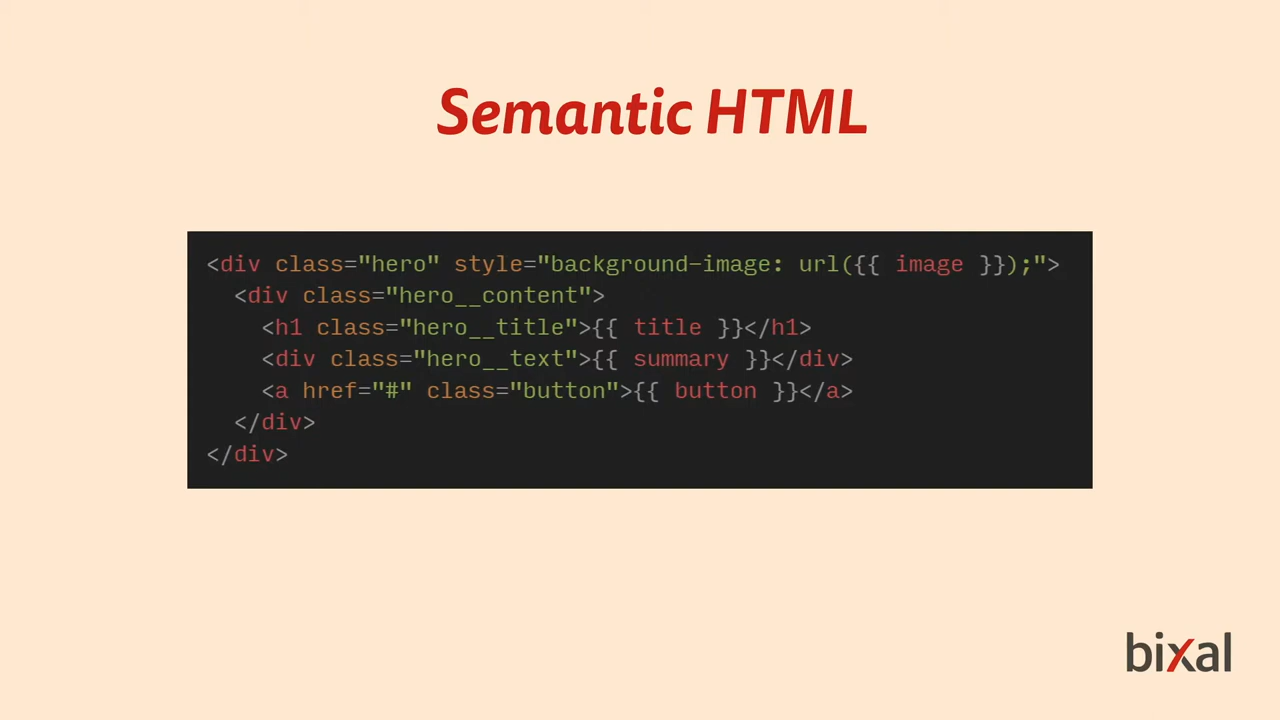 Semantic HTML
<div class="hero" style="background-image: url({{ image }});">
  <div class="hero__content">
    <h1 class="hero__title">{{ title }}</h1>
    <div class="hero__text">{{ summary }}</div>
    <a href="#" class="button">{{ button }}</a>
  </div>
</div>
bixal